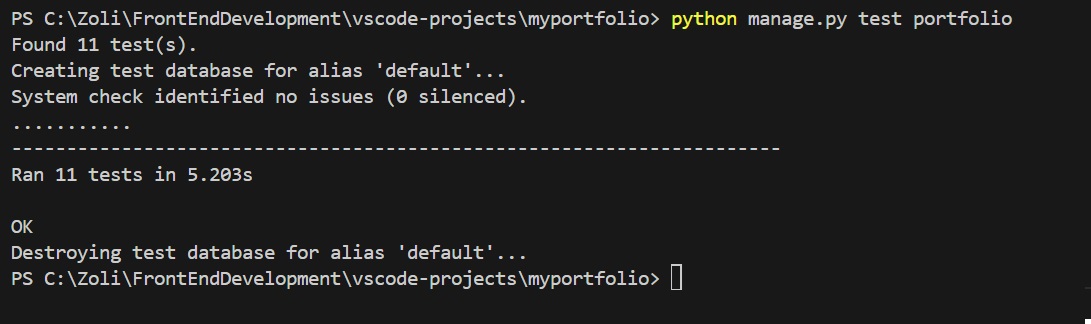 PS C:\Zoli\FrontEndDevelopment\vscode-projects\myportfolio> python manage.py test portfolio
Found 11 test(s).
Creating test database for alias 'default'...
System check identified no issues (0 silenced).
...........
----------------------------------------------------------------------
Ran 11 tests in 5.203s

OK
Destroying test database for alias 'default'...
PS C:\Zoli\FrontEndDevelopment\vscode-projects\myportfolio>